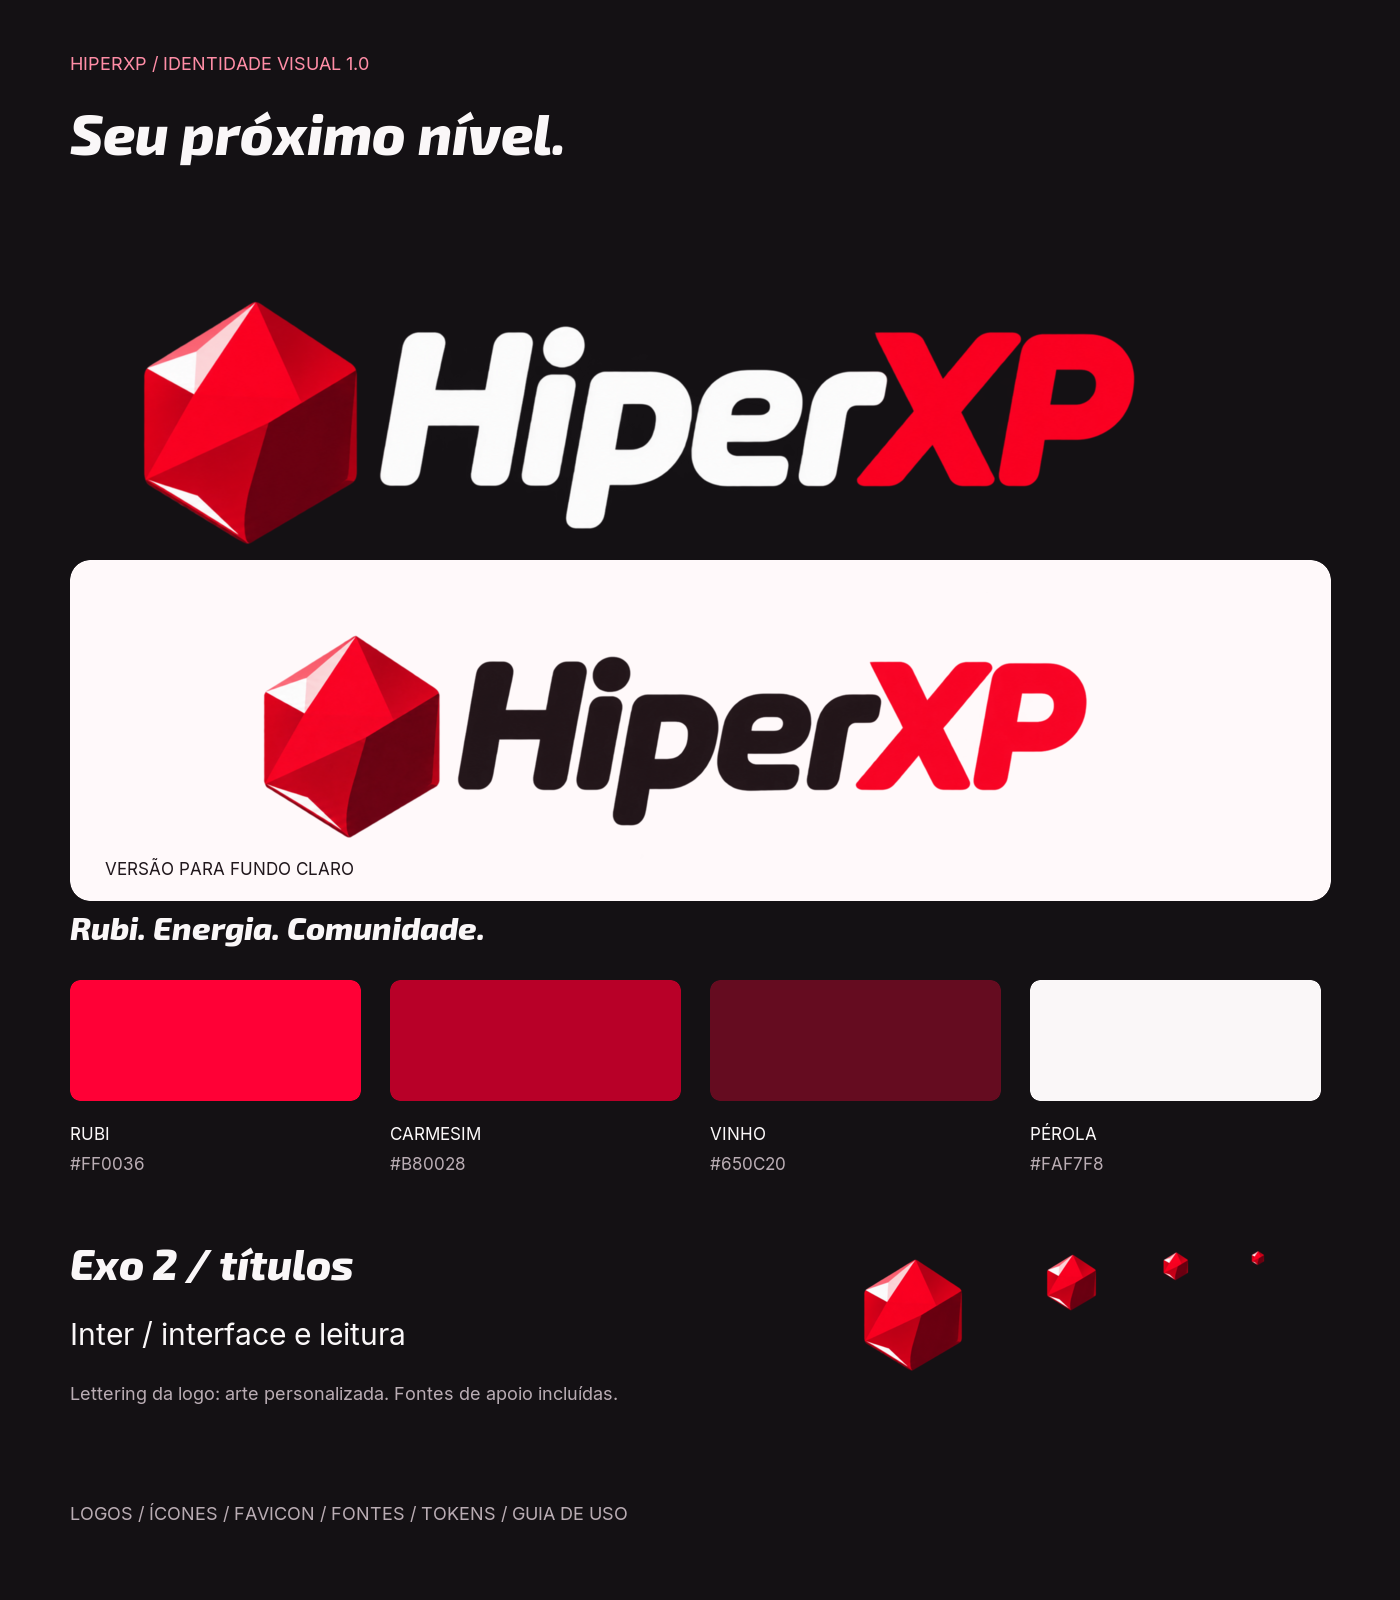 HIPERXP / IDENTIDADE VISUAL 1.0
Seu próximo nível.
HiperXP
HiperXP
VERSÃO PARA FUNDO CLARO
Rubi. Energia. Comunidade.
RUBI
#FF0036
CARMESIM
#B80028
VINHO
#650C20
PÉROLA
#FAF7F8
Exo 2 / títulos
Inter / interface e leitura
Lettering da logo: arte personalizada. Fontes de apoio incluídas.
LOGOS / ÍCONES / FAVICON / FONTES / TOKENS / GUIA DE USO